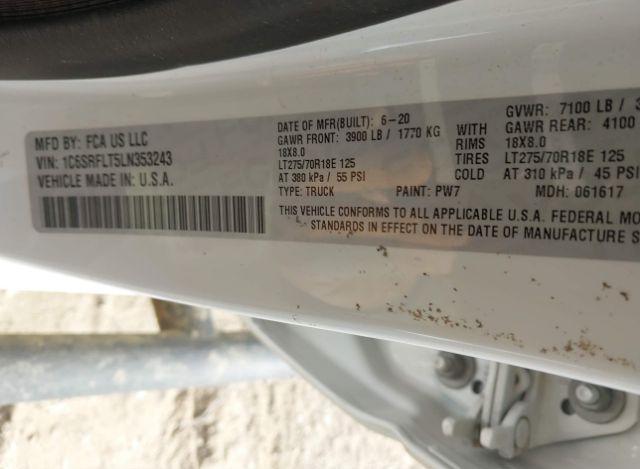 MFD BY: FCA US LLC
VIN: 1C6SRFLT5LN353243
VEHICLE MADE IN: U.S.A.
DATE OF MFR(BUILT): 6-20
GAWR FRONT: 3900 LB / 1770 KG
18X8.0
LT275/70R18E 125
AT 380 kPa / 55 PSI
TYPE: TRUCK PAINT: PW7 MDH: 061617
GVWR: 7100 LB / 3
GAWR REAR: 4100
RIMS 18X8.0
TIRES LT275/70R18E 125
COLD AT 310 kPa / 45 PSI
THIS VEHICLE CONFORMS TO ALL APPLICABLE U.S.A. FEDERAL MO
STANDARDS IN EFFECT ON THE DATE OF MANUFACTURE S